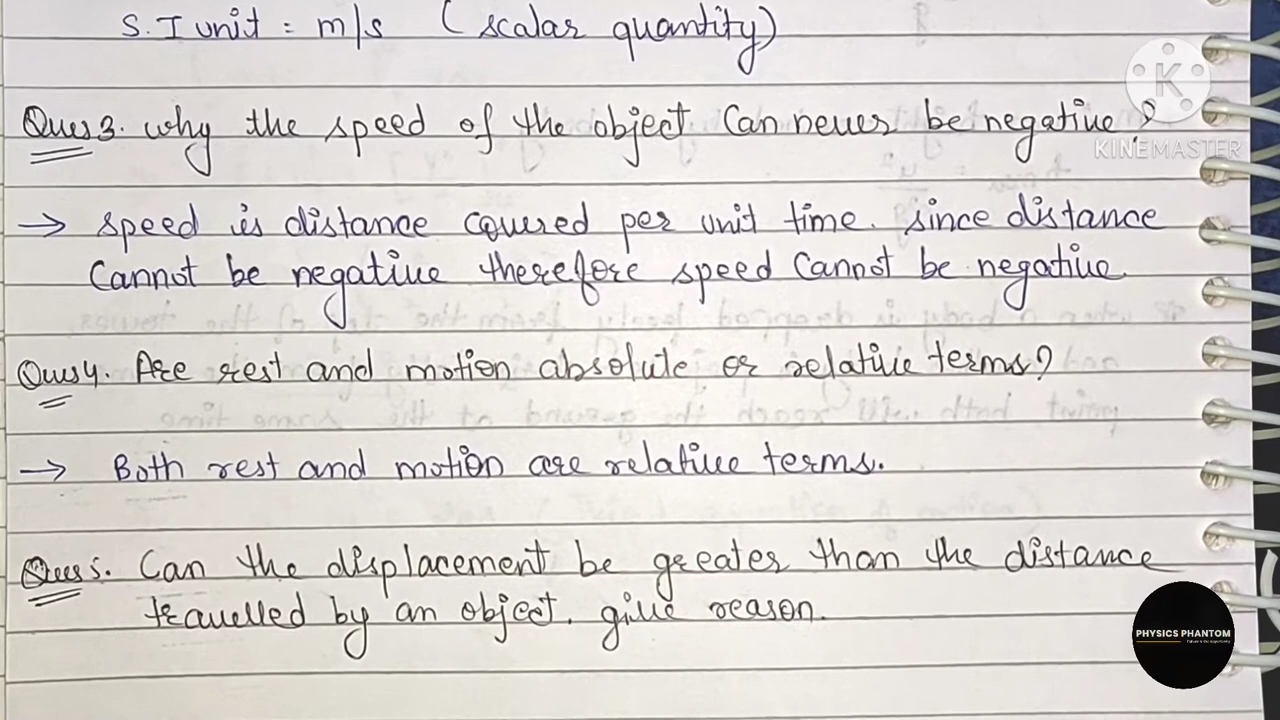 S.I unit = m/s (scalar quantity)
Ques 3. why the speed of the object can never be negative?
KINEMASTER
→ speed is distance covered per unit time. since distance
cannot be negative therefore speed cannot be negative.
Ques 4. Are rest and motion absolute or relative terms?
→ Both rest and motion are relative terms.
Ques 5. Can the displacement be greater than the distance
travelled by an object. give reason.
PHYSICS PHANTOM